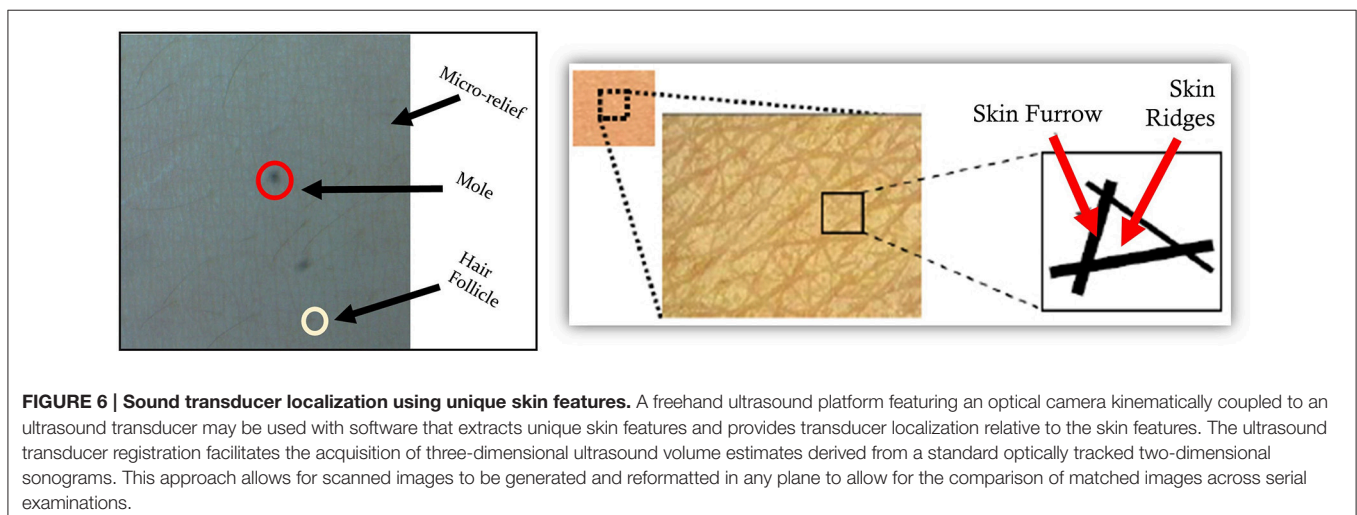 Micro-relief
Mole
Hair
Follicle
Skin Furrow
Skin
Ridges
FIGURE 6 | Sound transducer localization using unique skin features. A freehand ultrasound platform featuring an optical camera kinematically coupled to an
ultrasound transducer may be used with software that extracts unique skin features and provides transducer localization relative to the skin features. The ultrasound
transducer registration facilitates the acquisition of three-dimensional ultrasound volume estimates derived from a standard optically tracked two-dimensional
sonograms. This approach allows for scanned images to be generated and reformatted in any plane to allow for the comparison of matched images across serial
examinations.